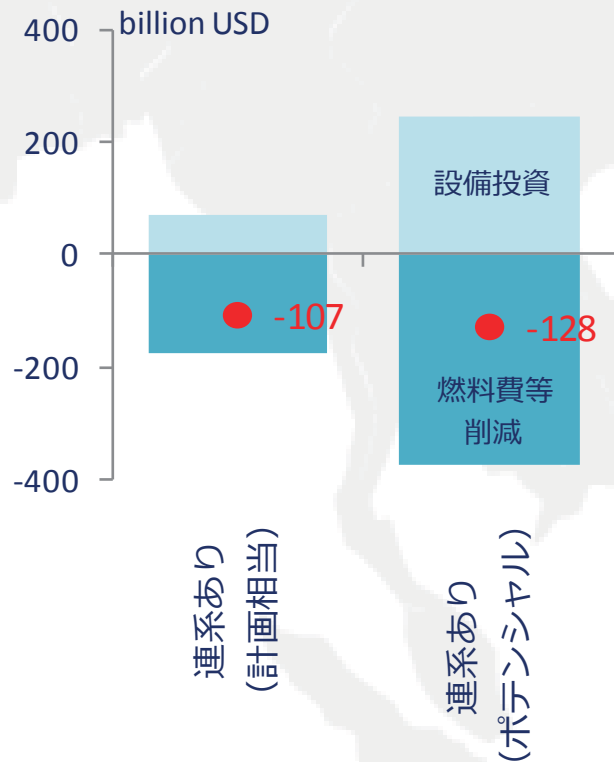 billion USD
400
200
0
-200
-400
設備投資
-107
-128
燃料費等
削減
連系あり
(計画相当)
連系あり
(ポテンシャル)